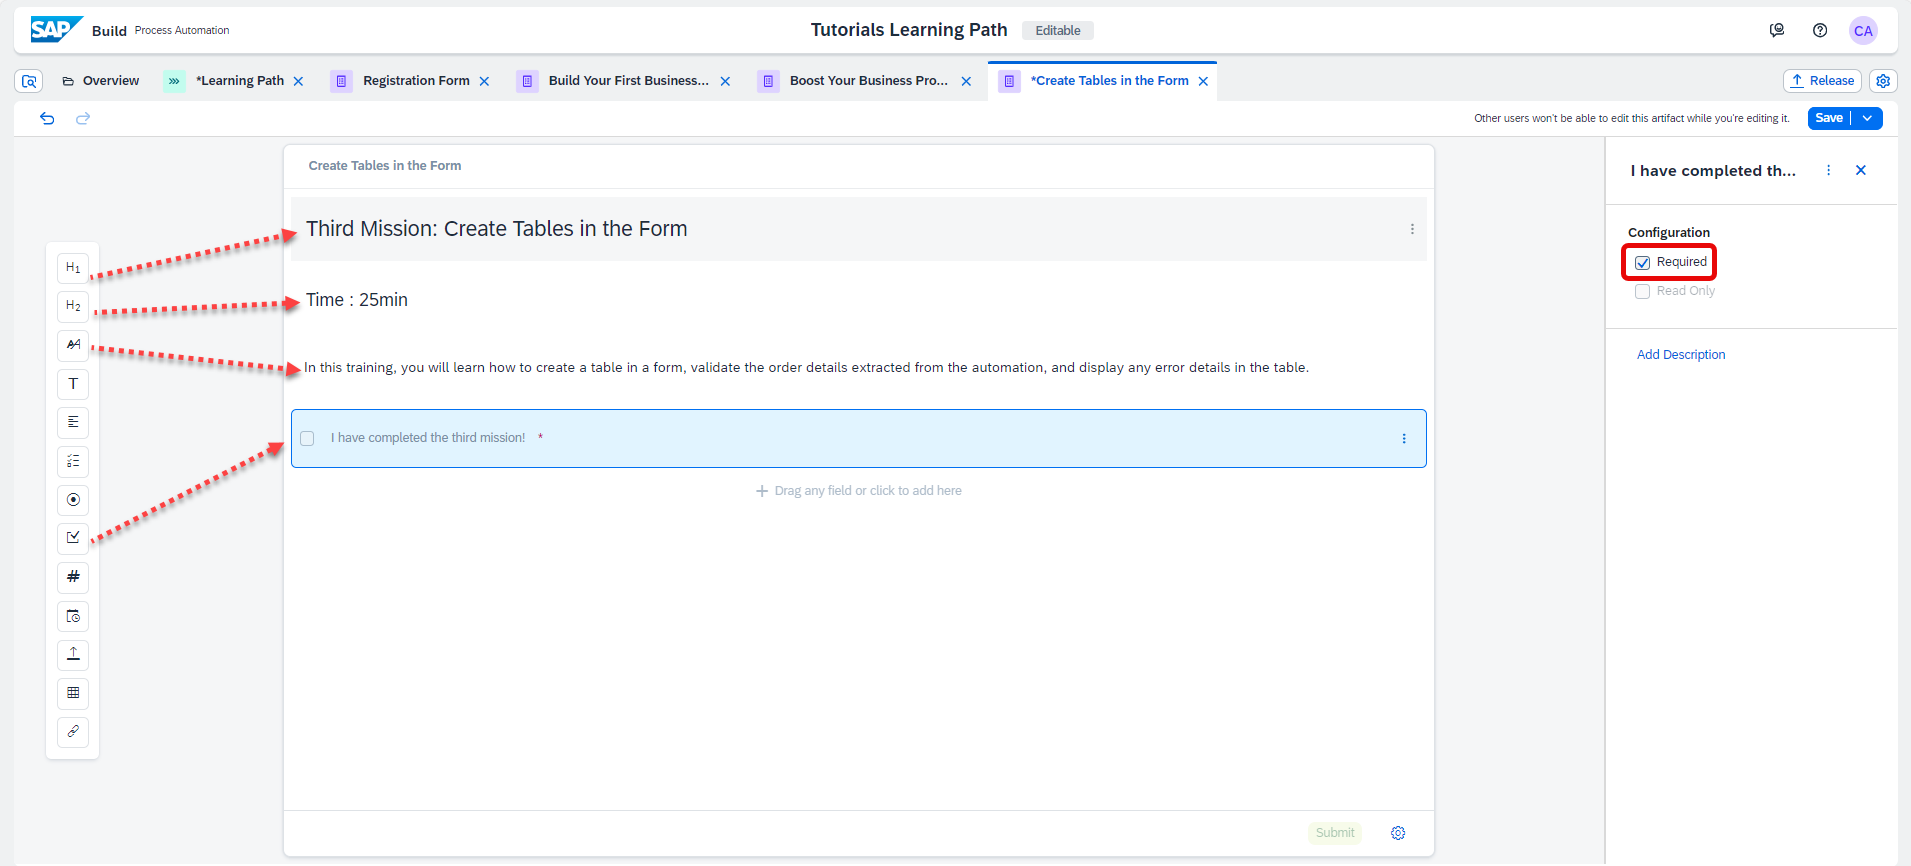 SAP Build Process Automation
Tutorials Learning Path
Editable
CA
Overview
*Learning Path
Registration Form
Build Your First Business...
Boost Your Business Pro...
*Create Tables in the Form
Release
Other users won't be able to edit this artifact while you're editing it.
Save
Create Tables in the Form
I have completed th...
Third Mission: Create Tables in the Form
Configuration
Required
H1
Read Only
Time : 25min
H2
Add Description
AA
In this training, you will learn how to create a table in a form, validate the order details extracted from the automation, and display any error details in the table.
T
I have completed the third mission! *
Drag any field or click to add here
#
Submit